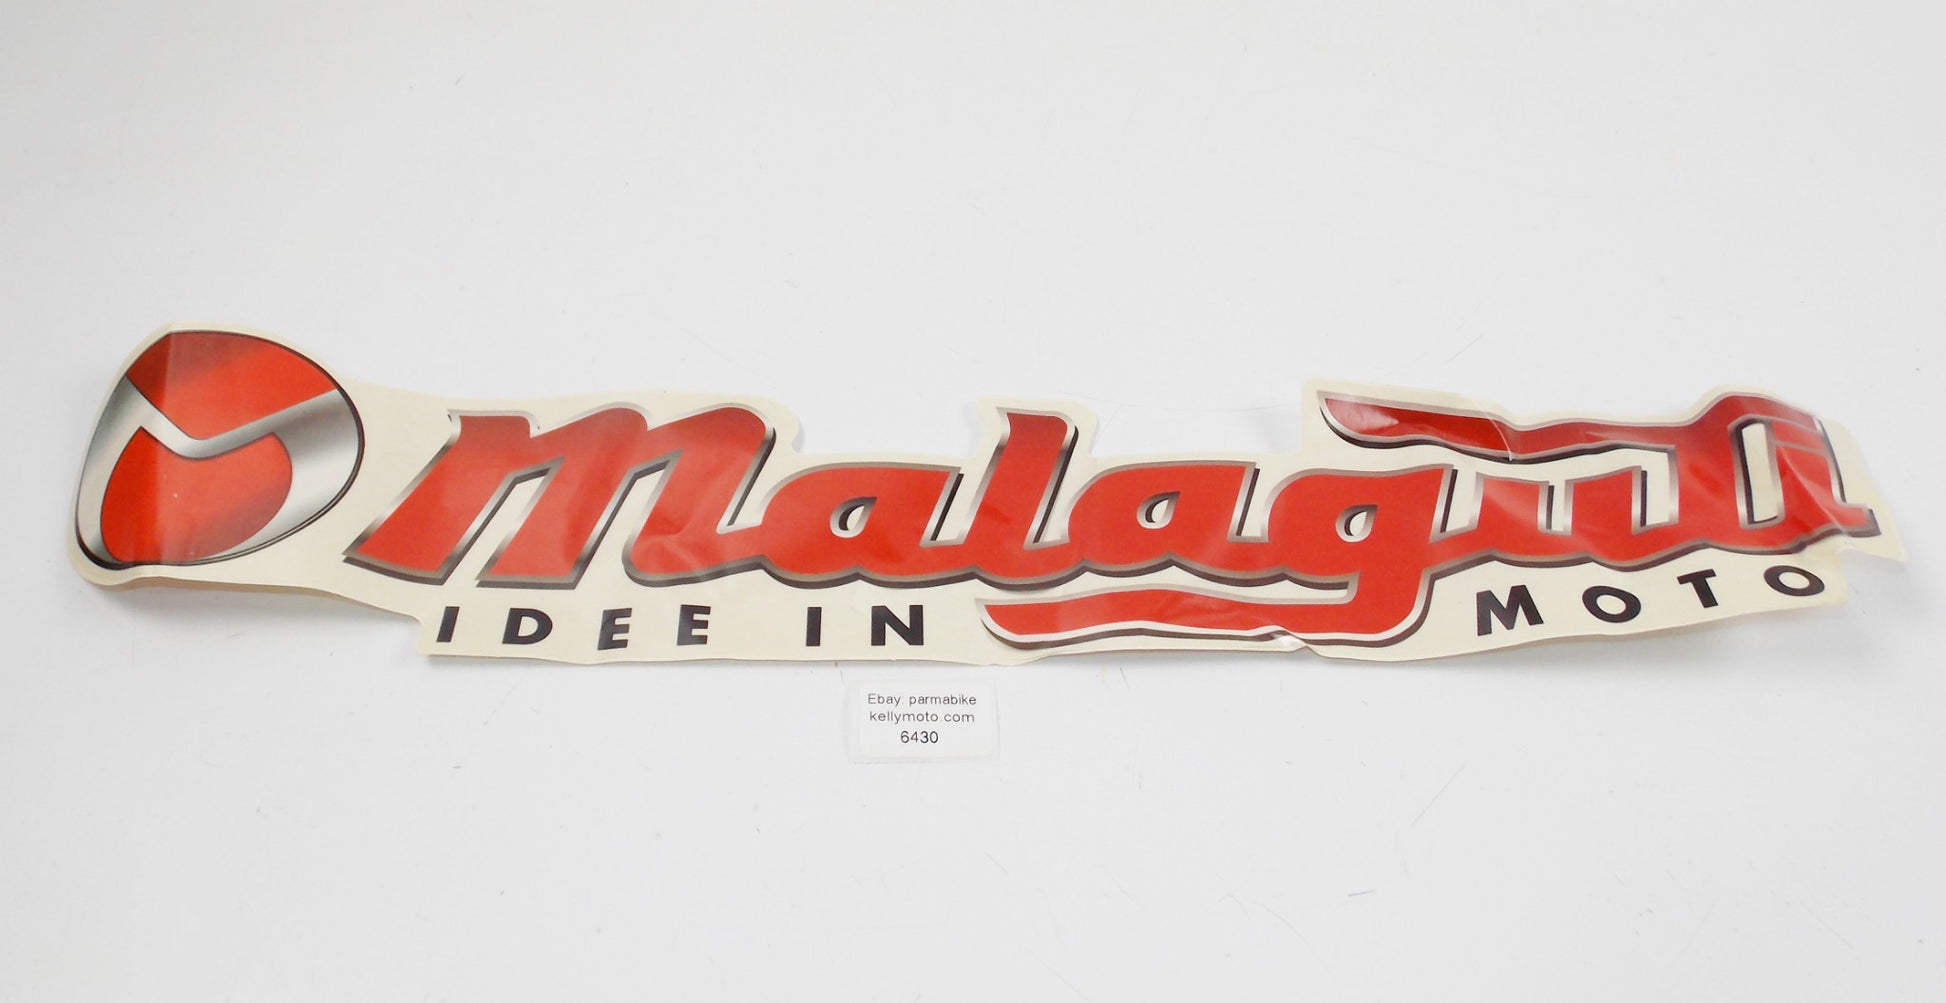 malaguti
IDEE IN MOTO
Ebay: parmabike
kellymoto.com
6430